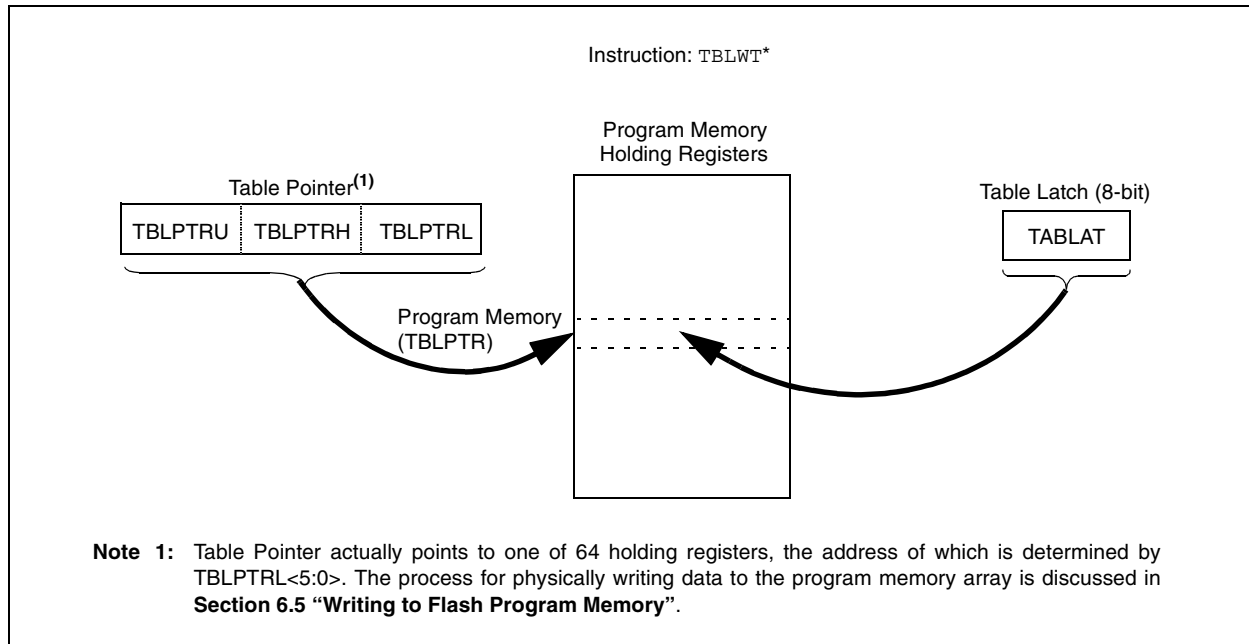 Instruction: TBLWT*
Program Memory
Holding Registers
Table Pointer(1)
Table Latch (8-bit)
TBLPTRU TBLPTRH TBLPTRL
TABLAT
Program Memory
(TBLPTR)
Note 1: Table Pointer actually points to one of 64 holding registers, the address of which is determined by
TBLPTRL<5:0>. The process for physically writing data to the program memory array is discussed in
Section 6.5 “Writing to Flash Program Memory”.